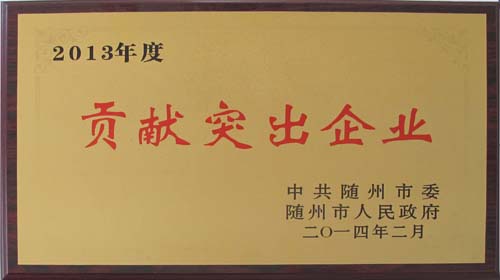 2013年度
贡献突出企业
中共随州市委
随州市人民政府
二〇一四年二月